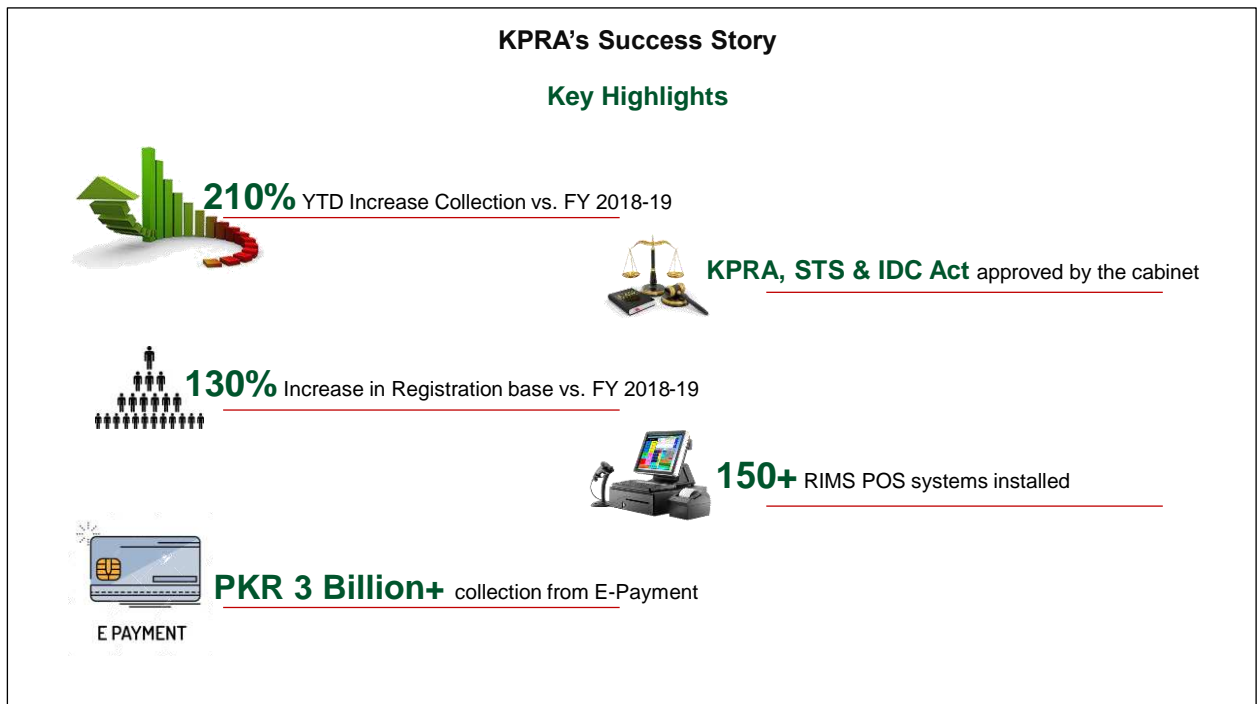 KPRA's Success Story
Key Highlights
210% YTD Increase Collection vs. FY 2018-19
KPRA, STS & IDC Act approved by the cabinet
130% Increase in Registration base vs. FY 2018-19
150+ RIMS POS systems installed
PKR 3 Billion+ collection from E-Payment
E PAYMENT